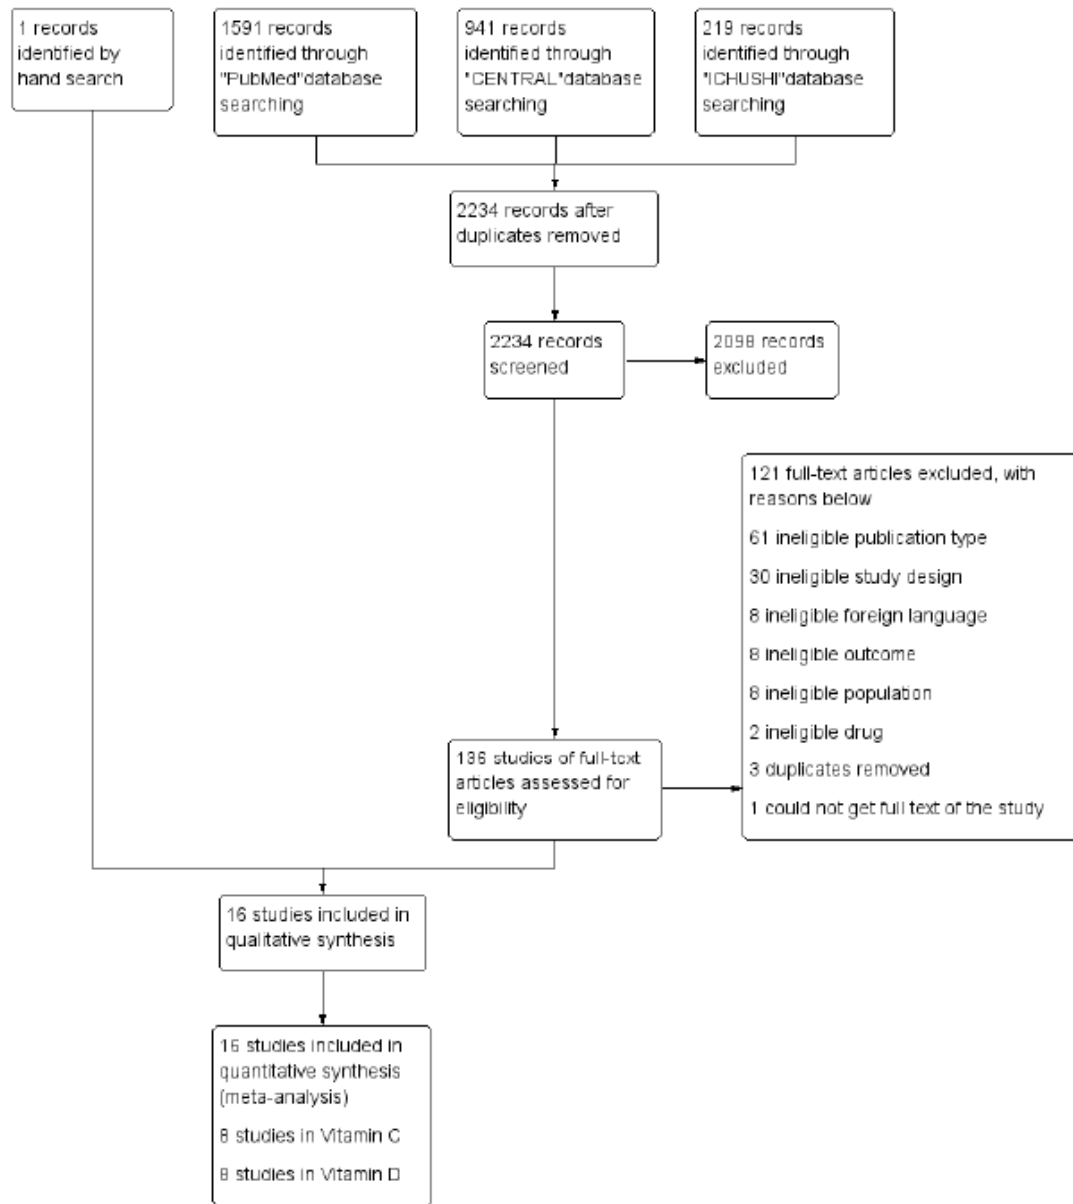 1 records
identified by
hand search
1591 records
identified through
"PubMed"database
searching
941 records
identified through
"CENTRAL"database
searching
219 records
identified through
"ICHUSHI"database
searching
2234 records after
duplicates removed
2234 records
screened
2098 records
excluded
121 full-text articles excluded, with
reasons below
61 ineligible publication type
30 ineligible study design
8 ineligible foreign language
8 ineligible outcome
8 ineligible population
2 ineligible drug
3 duplicates removed
1 could not get full text of the study
136 studies of full-text
articles assessed for
eligibility
16 studies included in
qualitative synthesis
16 studies included in
quantitative synthesis
(meta-analysis)
8 studies in Vitamin C
8 studies in Vitamin D